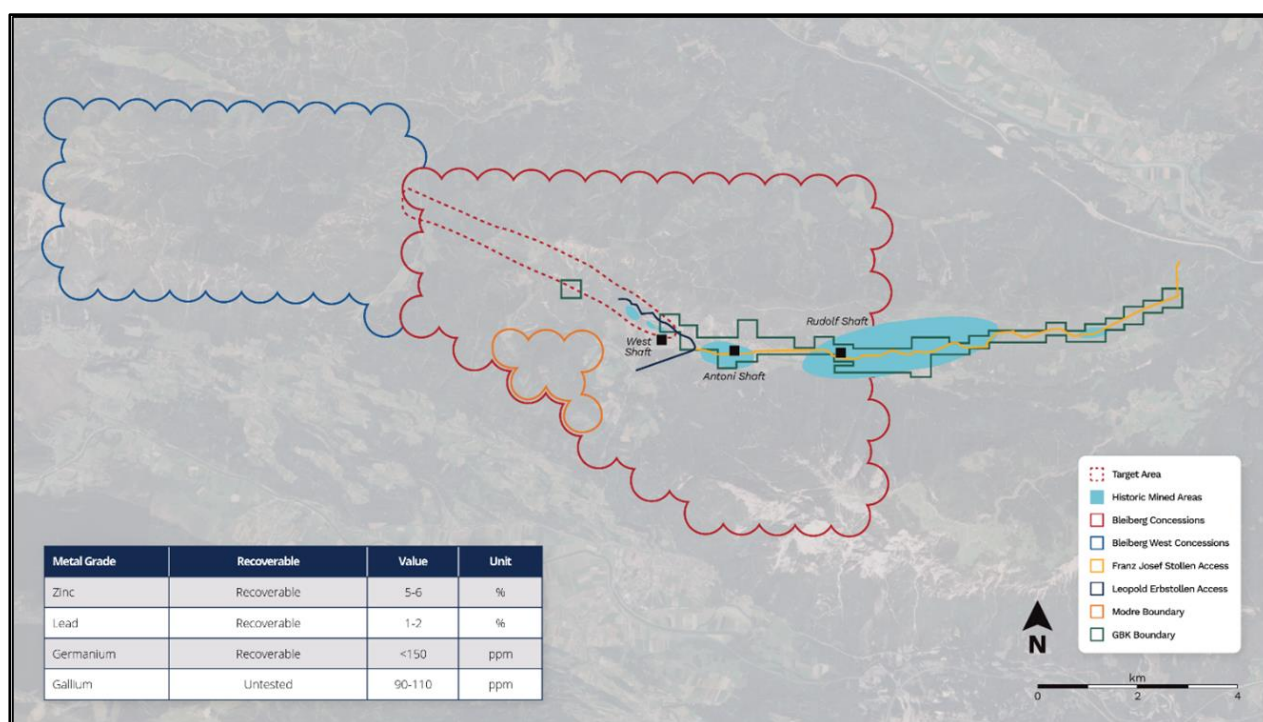 Rudolf Shaft
West
Shaft
Antoni Shaft
Target Area
Historic Mined Areas
Bleiberg Concessions
Bleiberg West Concessions
Franz Josef Stollen Access
Leopold Erbstollen Access
Modre Boundary
GBK Boundary
Metal Grade Recoverable Value Unit
Zinc Recoverable 5-6 %
Lead Recoverable 1-2 %
Germanium Recoverable <150 ppm
Gallium Untested 90-110 ppm
N
km
0 2 4